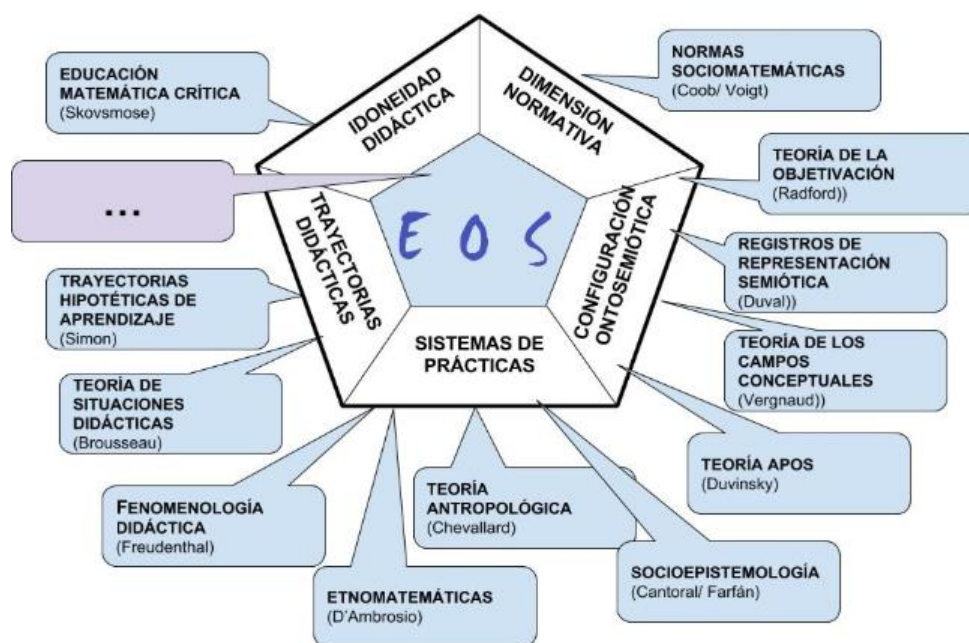 EDUCACIÓN
MATEMÁTICA CRÍTICA
(Skovsmose)
NORMAS
SOCIOMATEMÁTICAS
(Coob/ Voigt)
IDONEIDAD
DIDÁCTICA
DIMENSIÓN
NORMATIVA
...
TEORÍA DE LA
OBJETIVACIÓN
(Radford))
TRAYECTORIAS
DIDÁCTICAS
E O S
CONFIGURACIÓN
ONTOSEMIÓTICA
REGISTROS DE
REPRESENTACIÓN
SEMIÓTICA
(Duval))
TRAYECTORIAS
HIPOTÉTICAS DE
APRENDIZAJE
(Simon)
SISTEMAS DE
PRÁCTICAS
TEORÍA DE LOS
CAMPOS
CONCEPTUALES
(Vergnaud))
TEORÍA DE
SITUACIONES
DIDÁCTICAS
(Brousseau)
TEORÍA APOS
(Duvinsky)
FENOMENOLOGÍA
DIDÁCTICA
(Freudenthal)
TEORÍA
ANTROPOLÓGICA
(Chevallard)
SOCIOEPISTEMOLOGÍA
(Cantoral/ Farfán)
ETNOMATEMÁTICAS
(D'Ambrosio)